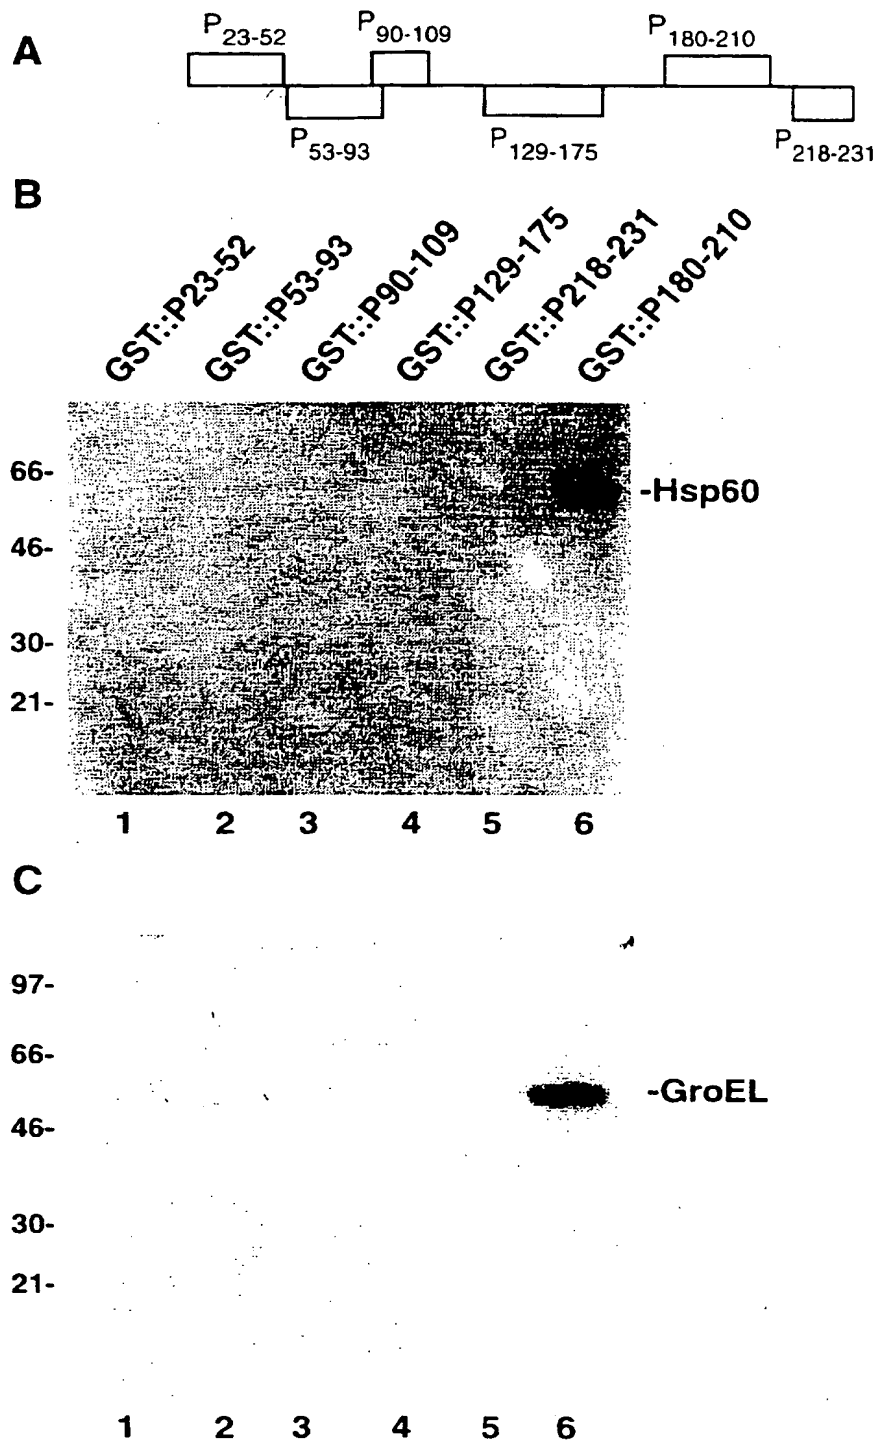 A
P23-52
P90-109
P180-210
P53-93
P129-175
P218-231
B
GST::P23-52
GST::P53-93
GST::P90-109
GST::P129-175
GST::P218-231
GST::P180-210
66-
-Hsp60
46-
30-
21-
1 2 3 4 5 6
C
97-
66-
-GroEL
46-
30-
21-
1 2 3 4 5 6